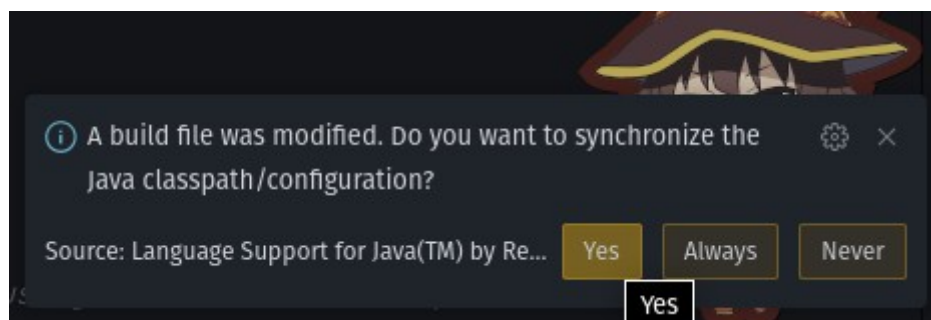 A build file was modified. Do you want to synchronize the
Java classpath/configuration?
Source: Language Support for Java(TM) by Re... Yes Always Never
Yes